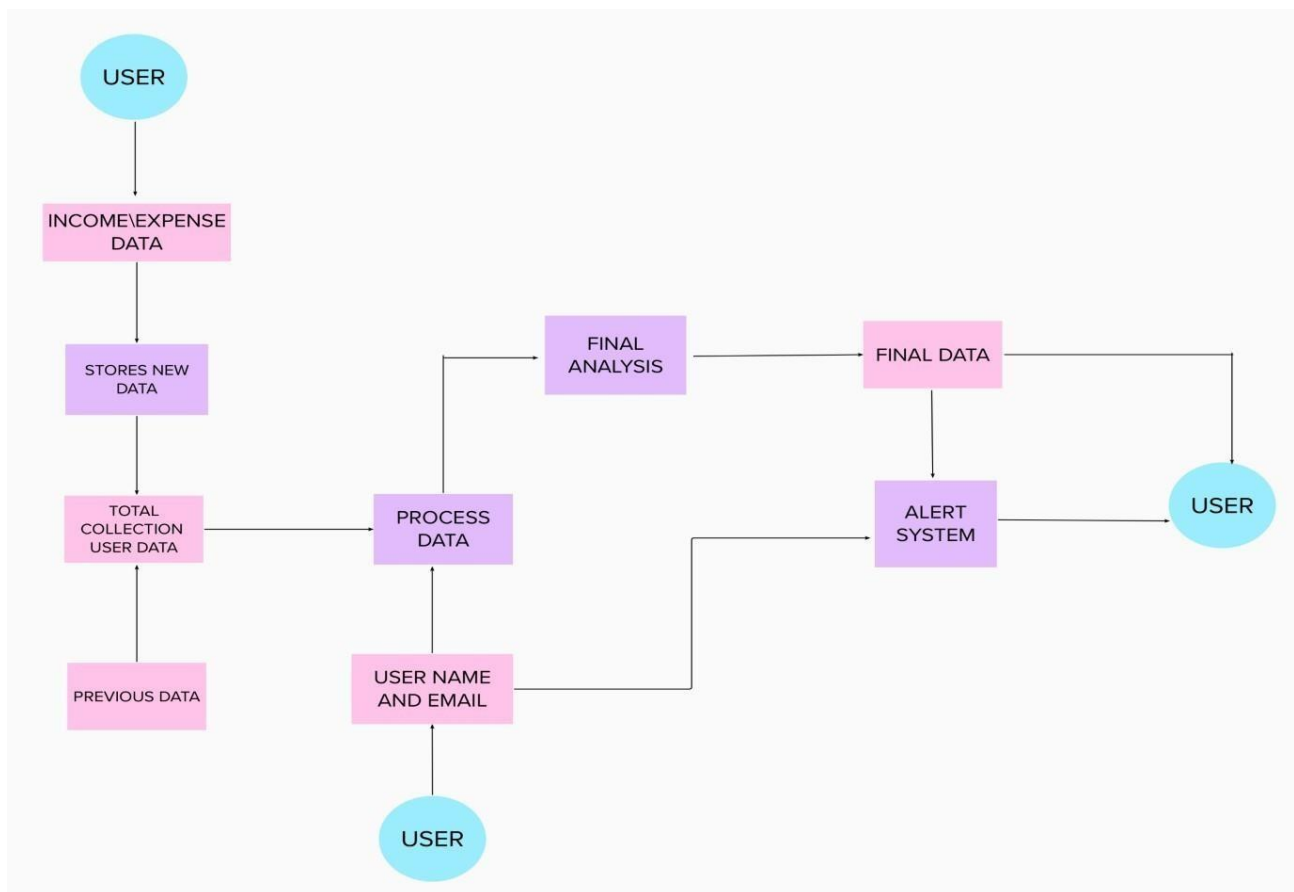 USER
INCOME\EXPENSE
DATA
STORES NEW
DATA
TOTAL
COLLECTION
USER DATA
PREVIOUS DATA
PROCESS
DATA
USER NAME
AND EMAIL
USER
FINAL
ANALYSIS
FINAL DATA
ALERT
SYSTEM
USER